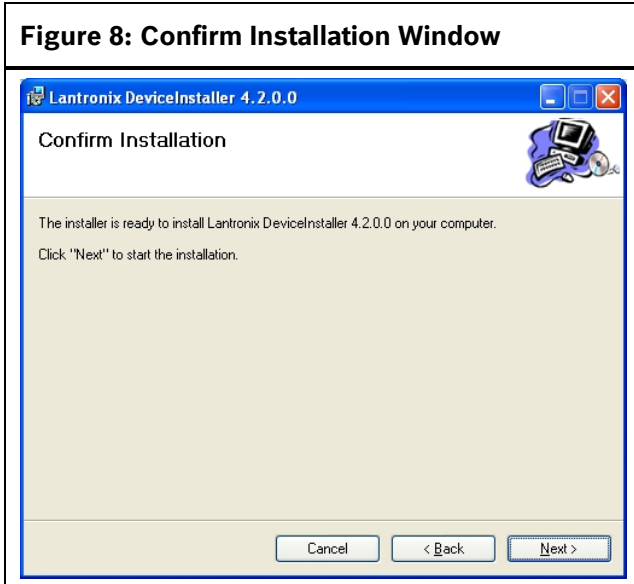 Figure 8: Confirm Installation Window
Lantronix DeviceInstaller 4.2.0.0
Confirm Installation
The installer is ready to install Lantronix DeviceInstaller 4.2.0.0 on your computer.
Click "Next" to start the installation.
Cancel < Back Next >